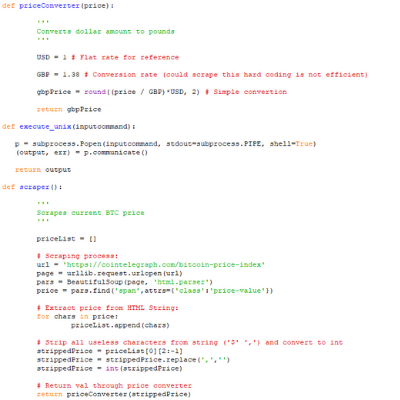 def priceConverter(price):
'''
Converts dollar amount to pounds
'''
USD = 1 # Flat rate for reference
GBP = 1.38 # Conversion rate (could scrape this hard coding is not efficient)
gbpPrice = round((price / GBP)*USD, 2) # Simple convertion
return gbpPrice
def execute_unix(inputcommand):
p = subprocess.Popen(inputcommand, stdout=subprocess.PIPE, shell=True)
(output, err) = p.communicate()
return output
def scraper():
'''
Scrapes current BTC price
'''
priceList = []
# Scraping process:
url = 'https://cointelegraph.com/bitcoin-price-index'
page = urllib.request.urlopen(url)
pars = BeautifulSoup(page, 'html.parser')
price = pars.find('span',attrs={'class':'price-value'})
# Extract price from HTML String:
for chars in price:
priceList.append(chars)
# Strip all useless characters from string ('$' ',') and convert to int
strippedPrice = priceList[0][2:-1]
strippedPrice = strippedPrice.replace(',','')
strippedPrice = int(strippedPrice)
# Return val through price converter
return priceConverter(strippedPrice)